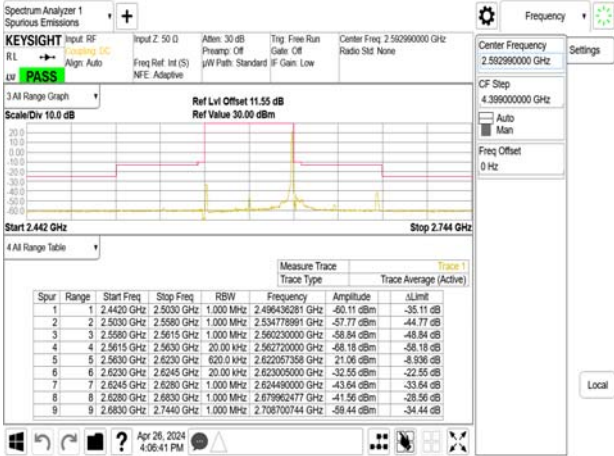 Spectrum Analyzer 1
Spurious Emissions
Frequency
KEYSIGHT Input: RF Input Z: 50 Ω Atten: 30 dB Trig: Free Run Center Freq: 2.592990000 GHz
RL Coupling: DC Preamp: Off Gate: Off Radio Std: None
Align: Auto Freq Ref: Int (S) µW Path: Standard IF Gain: Low
LW PASS NFE: Adaptive
Center Frequency
2.592990000 GHz
Settings
CF Step
4.399000000 GHz
Auto
Man
Freq Offset
0 Hz
Local
3 All Range Graph
Scale/Div 10.0 dB
Ref Lvl Offset 11.55 dB
Ref Value 30.00 dBm
20.0
10.0
0.00
-10.0
-20.0
-30.0
-40.0
-50.0
-60.0
Start 2.442 GHz Stop 2.744 GHz
4 All Range Table
Measure Trace Trace 1
Trace Type Trace Average (Active)
Spur Range Start Freq Stop Freq RBW Frequency Amplitude ΔLimit
1 1 2.4420 GHz 2.5030 GHz 1.000 MHz 2.496436281 GHz -60.11 dBm -35.11 dB
2 2 2.5030 GHz 2.5580 GHz 1.000 MHz 2.534778991 GHz -57.77 dBm -44.77 dB
3 3 2.5580 GHz 2.5615 GHz 1.000 MHz 2.560230000 GHz -58.84 dBm -48.84 dB
4 4 2.5615 GHz 2.5630 GHz 20.00 kHz 2.562720000 GHz -68.18 dBm -58.18 dB
5 5 2.5630 GHz 2.6230 GHz 620.0 kHz 2.622057358 GHz 21.06 dBm -8.936 dB
6 6 2.6230 GHz 2.6245 GHz 20.00 kHz 2.623005000 GHz -32.55 dBm -22.55 dB
7 7 2.6245 GHz 2.6280 GHz 1.000 MHz 2.624490000 GHz -43.64 dBm -33.64 dB
8 8 2.6280 GHz 2.6830 GHz 1.000 MHz 2.679962477 GHz -41.56 dBm -28.56 dB
9 9 2.6830 GHz 2.7440 GHz 1.000 MHz 2.708700744 GHz -59.44 dBm -34.44 dB
Apr 26, 2024
4:06:41 PM